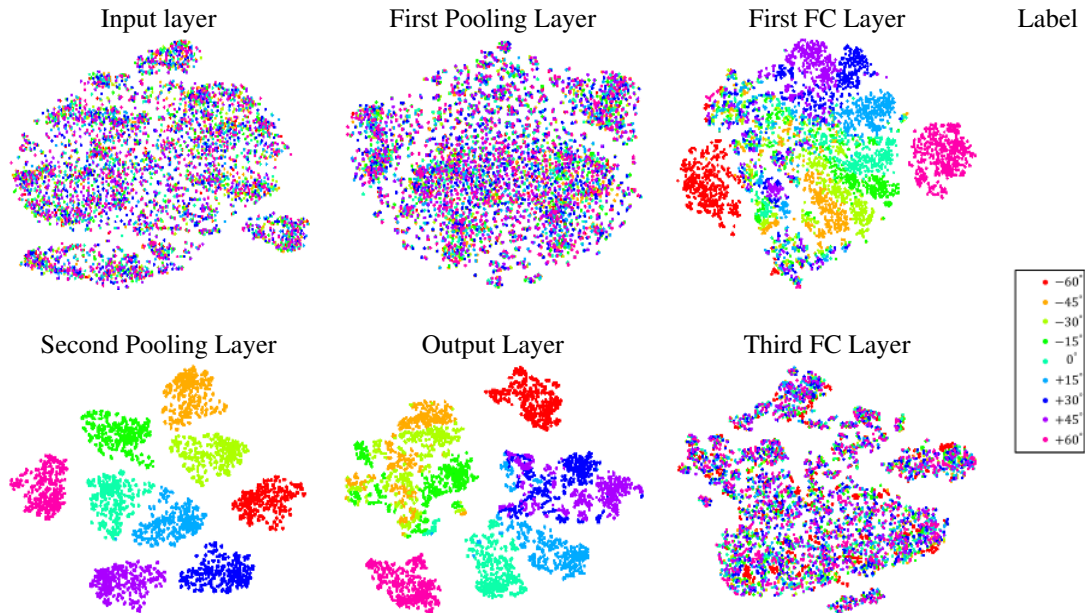 Input layer
First Pooling Layer
First FC Layer
Label
−60°
−45°
−30°
−15°
0°
+15°
+30°
+45°
+60°
Second Pooling Layer
Output Layer
Third FC Layer